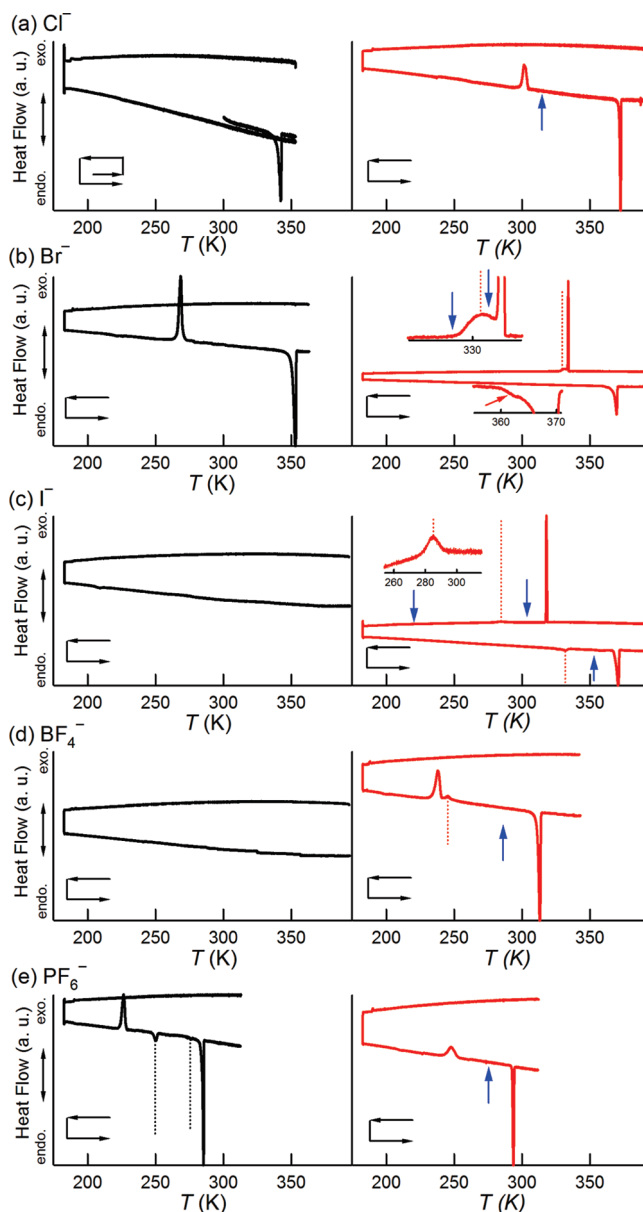 (a) Cl⁻
Heat Flow (a. u.)
endo. exo.
200 250 300 350 200 250 300 350
T (K) T (K)
(b) Br⁻
Heat Flow (a. u.)
endo. exo.
330
360 370
200 250 300 350 200 250 300 350
T (K) T (K)
(c) I⁻
Heat Flow (a. u.)
endo. exo.
260 280 300
200 250 300 350 200 250 300 350
T (K) T (K)
(d) BF₄⁻
Heat Flow (a. u.)
endo. exo.
200 250 300 350 200 250 300 350
T (K) T (K)
(e) PF₆⁻
Heat Flow (a. u.)
endo. exo.
200 250 300 350 200 250 300 350
T (K) T (K)